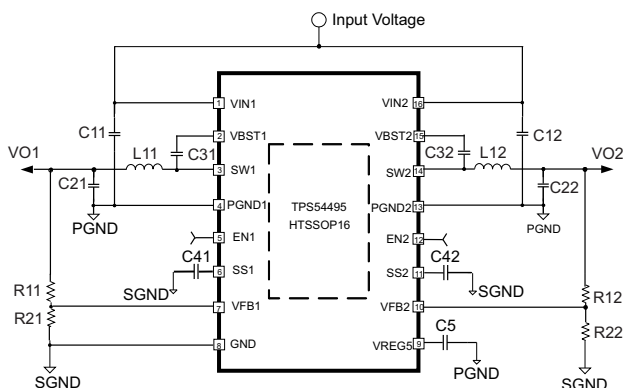 Input Voltage
1 VIN1 VIN2 16
C11 C12
2 VBST1 VBST2 15
VO1 L11 C31 C32 L12 VO2
3 SW1 SW2 14
C21 C22
TPS54495
HTSSOP16
4 PGND1 PGND2 13
PGND PGND
5 EN1 EN2 12
C41 C42
6 SS1 SS2 11
SGND SGND
R11 R12
7 VFB1 VFB2 10
R21 R22
C5
8 GND VREG5 9
SGND PGND SGND